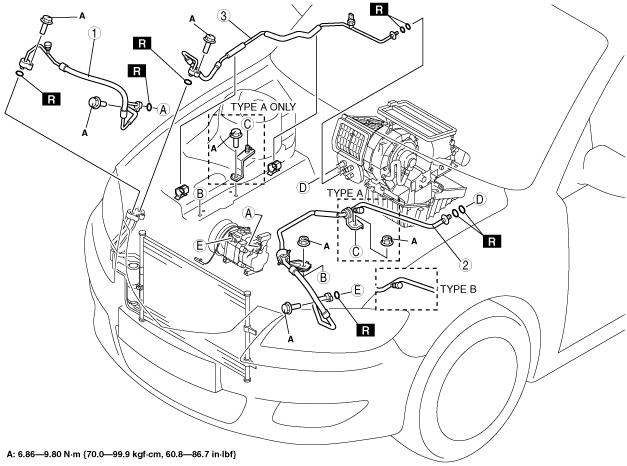 A
3
R
A
1
R
R
R
A
A
TYPE A ONLY
C
A
B
D
TYPE A
D
A
E
A
A
R
C
2
B
E
TYPE B
A
R
A: 6.86—9.80 N·m {70.0—99.9 kgf·cm, 60.8—86.7 in·lbf}